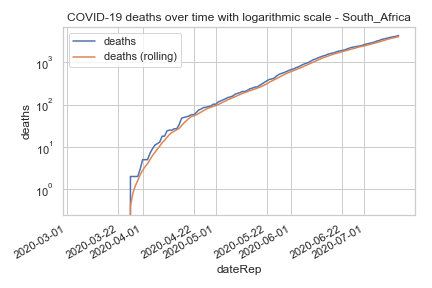 COVID-19 deaths over time with logarithmic scale - South_Africa
deaths
deaths (rolling)
10³
10²
10¹
10⁰
deaths
2020-03-01
2020-03-22
2020-04-01
2020-04-22
2020-05-01
2020-05-22
2020-06-01
2020-06-22
2020-07-01
dateRep